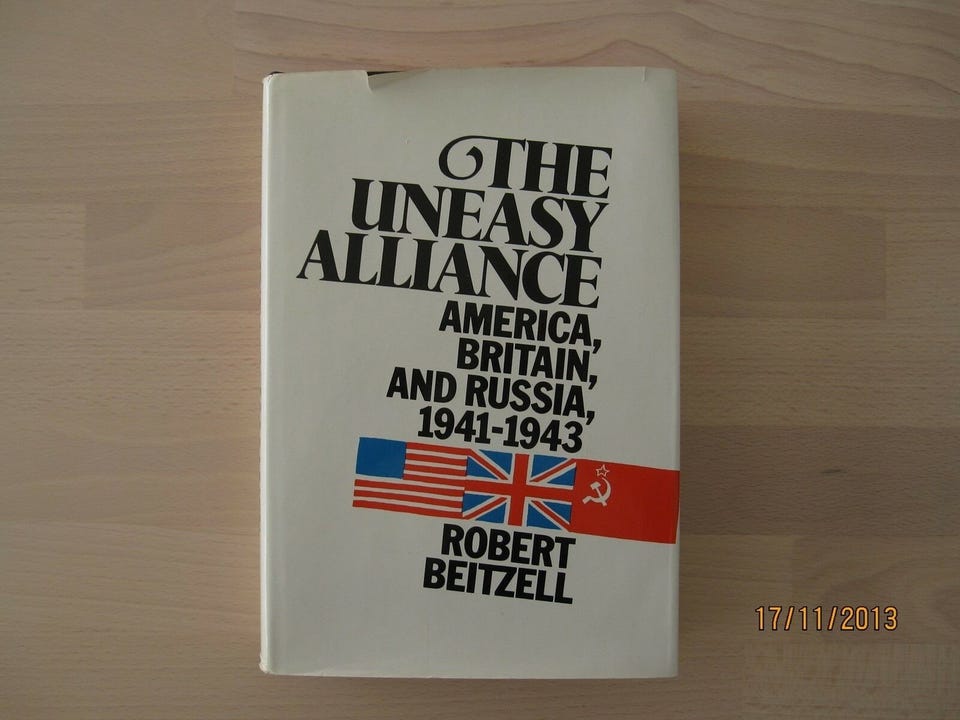 THE
UNEASY
ALLIANCE
AMERICA,
BRITAIN,
AND RUSSIA,
1941-1943
ROBERT
BEITZELL
17/11/2013